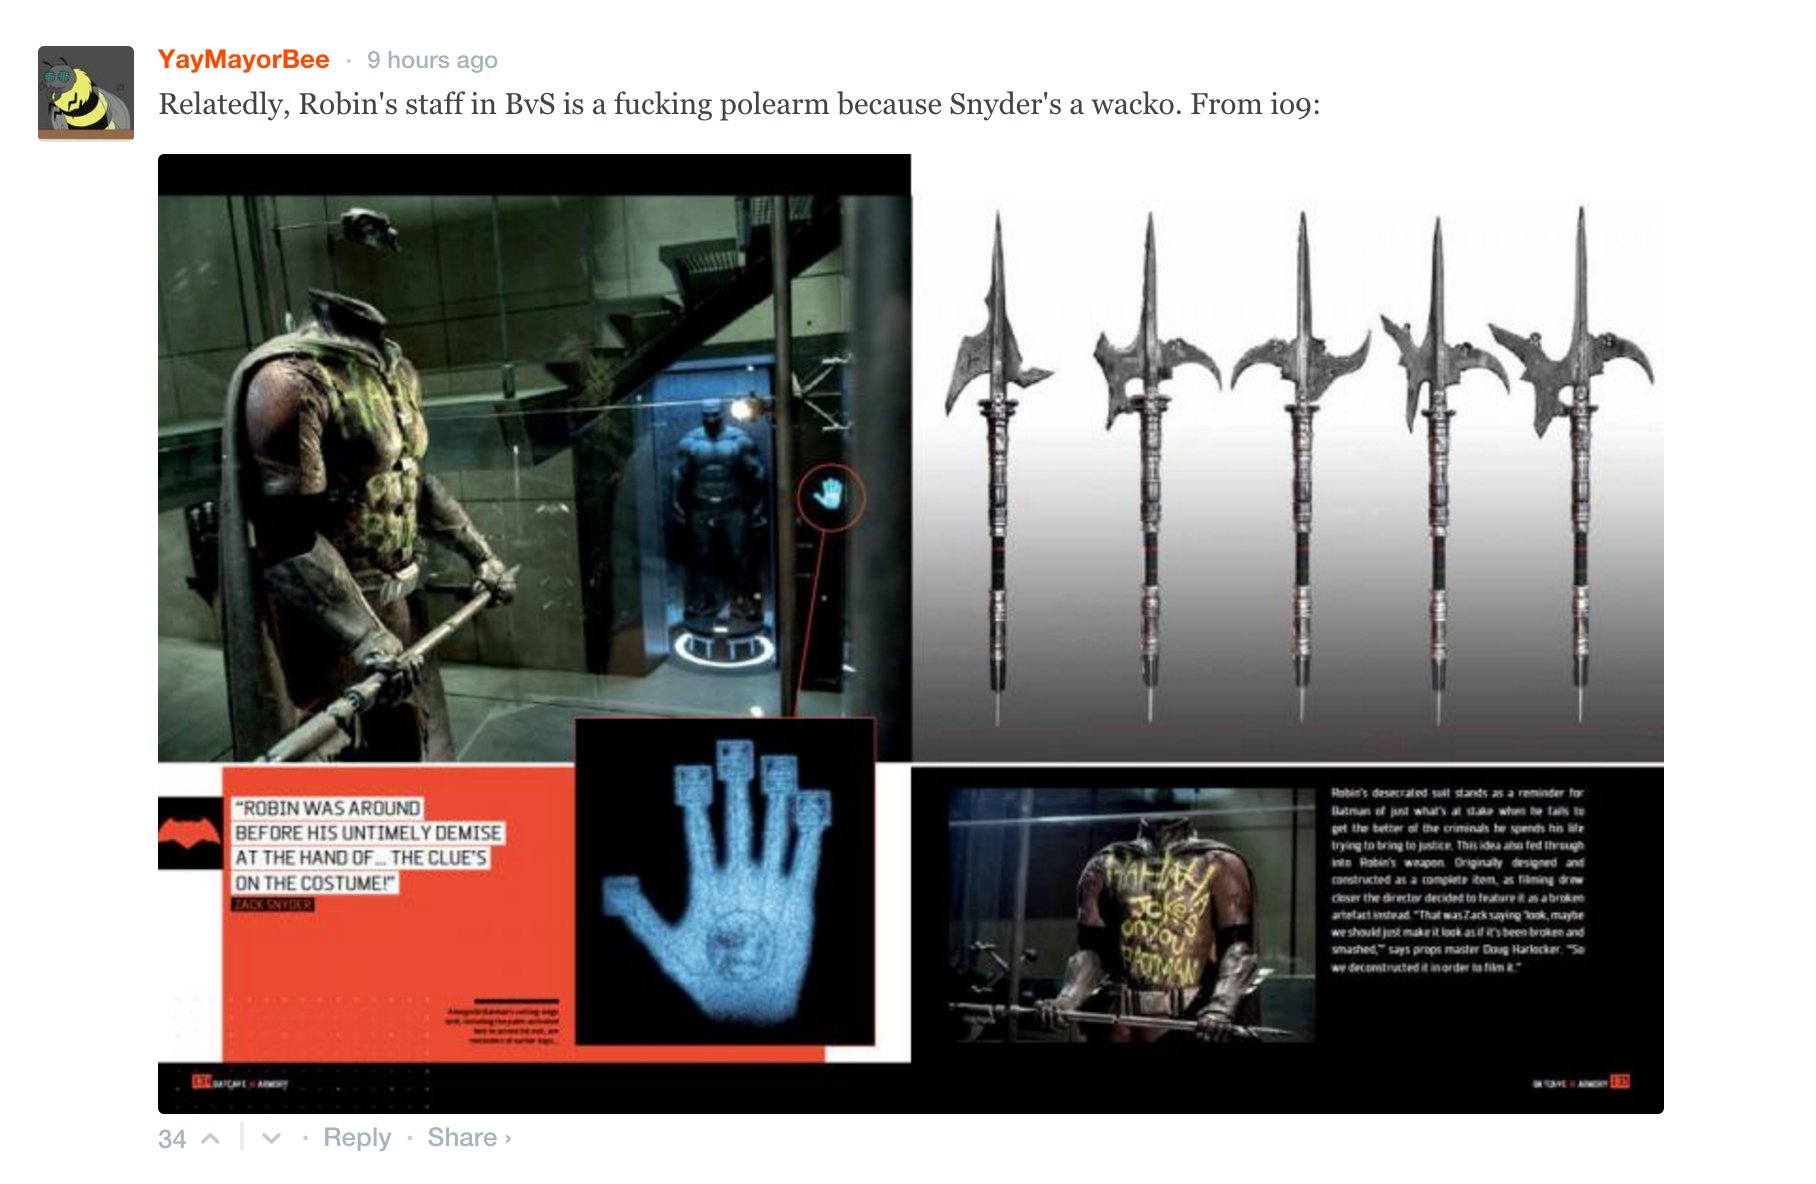 YayMayorBee · 9 hours ago
Relatedly, Robin's staff in BvS is a fucking polearm because Snyder's a wacko. From io9:
“ROBIN WAS AROUND
BEFORE HIS UNTIMELY DEMISE
AT THE HAND OF... THE CLUE'S
ON THE COSTUME!”
ZACK SNYDER
HAHAHA
JOKES
ON YOU
BATMAN
Robin's desecrated suit stands as a reminder for
Batman of just what's at stake when he fails to
get the better of the criminals he spends his life
trying to bring to justice. This idea also fed through
into Robin's weapon. Originally designed and
constructed as a complete item, as filming drew
closer the director decided to feature it as a broken
artefact instead. “That was Zack saying ‘look, maybe
we should just make it look as if it's been broken and
smashed,’” says props master Doug Harlocker. “So
we deconstructed it in order to film it.”
BATCAVE ARMORY
BATCAVE ARMORY
34 · Reply · Share ›